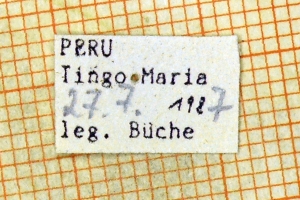 PERU
Tingo Maria
27.7. 1987
leg. Büche